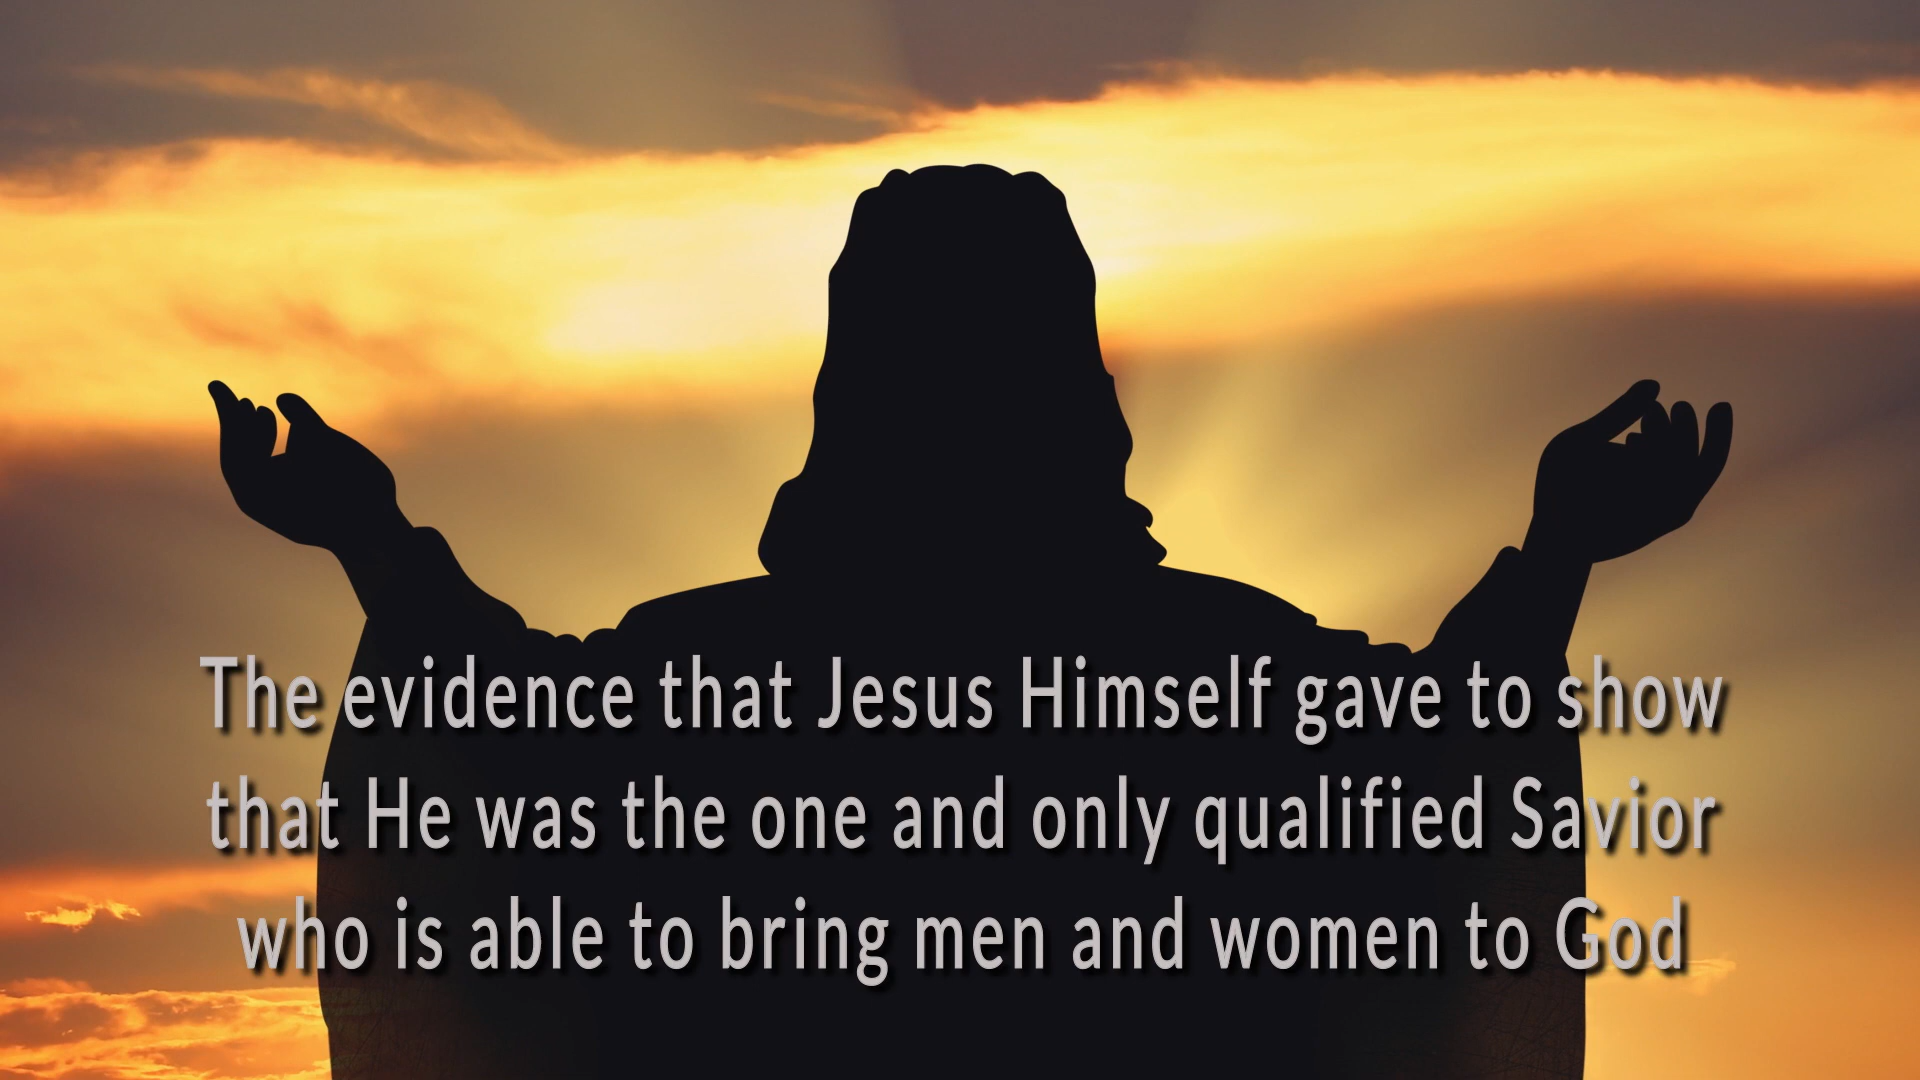 The evidence that Jesus Himself gave to show
that He was the one and only qualified Savior
who is able to bring men and women to God